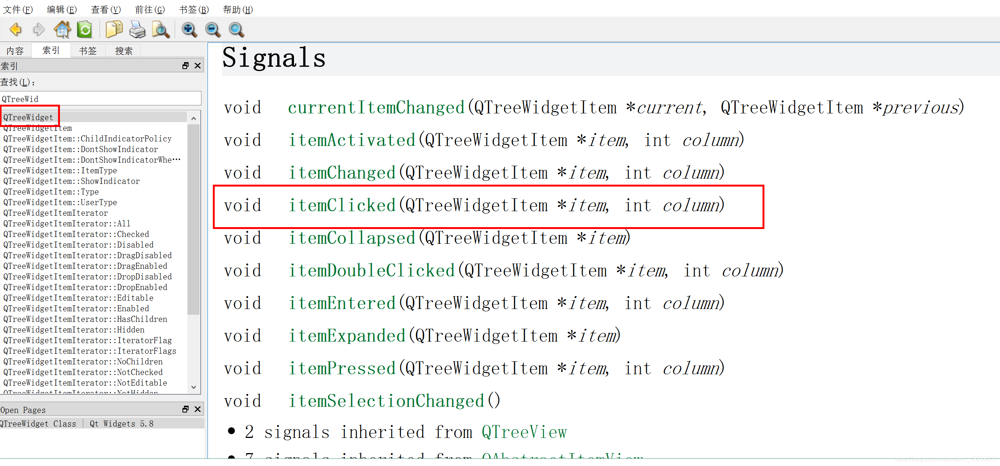 文件(F) 编辑(E) 查看(V) 前往(G) 书签(B) 帮助(H)
内容 索引 书签 搜索
索引
查找(L):
QTreeWid
QTreeWidget
QTreeWidgetItem
QTreeWidgetItem::ChildIndicatorPolicy
QTreeWidgetItem::DontShowIndicator
QTreeWidgetItem::DontShowIndicatorWhe…
QTreeWidgetItem::ItemType
QTreeWidgetItem::ShowIndicator
QTreeWidgetItem::Type
QTreeWidgetItem::UserType
QTreeWidgetItemIterator
QTreeWidgetItemIterator::All
QTreeWidgetItemIterator::Checked
QTreeWidgetItemIterator::Disabled
QTreeWidgetItemIterator::DragDisabled
QTreeWidgetItemIterator::DragEnabled
QTreeWidgetItemIterator::DropDisabled
QTreeWidgetItemIterator::DropEnabled
QTreeWidgetItemIterator::Editable
QTreeWidgetItemIterator::Enabled
QTreeWidgetItemIterator::HasChildren
QTreeWidgetItemIterator::Hidden
QTreeWidgetItemIterator::IteratorFlag
QTreeWidgetItemIterator::IteratorFlags
QTreeWidgetItemIterator::NoChildren
QTreeWidgetItemIterator::NotChecked
QTreeWidgetItemIterator::NotEditable
QTreeWidgetItemIterator::NotHidden
Open Pages
QTreeWidget Class | Qt Widgets 5.8
Signals
void currentItemChanged(QTreeWidgetItem *current, QTreeWidgetItem *previous)
void itemActivated(QTreeWidgetItem *item, int column)
void itemChanged(QTreeWidgetItem *item, int column)
void itemClicked(QTreeWidgetItem *item, int column)
void itemCollapsed(QTreeWidgetItem *item)
void itemDoubleClicked(QTreeWidgetItem *item, int column)
void itemEntered(QTreeWidgetItem *item, int column)
void itemExpanded(QTreeWidgetItem *item)
void itemPressed(QTreeWidgetItem *item, int column)
void itemSelectionChanged()
● 2 signals inherited from QTreeView
● 7 signals inherited from QAbstractItemView